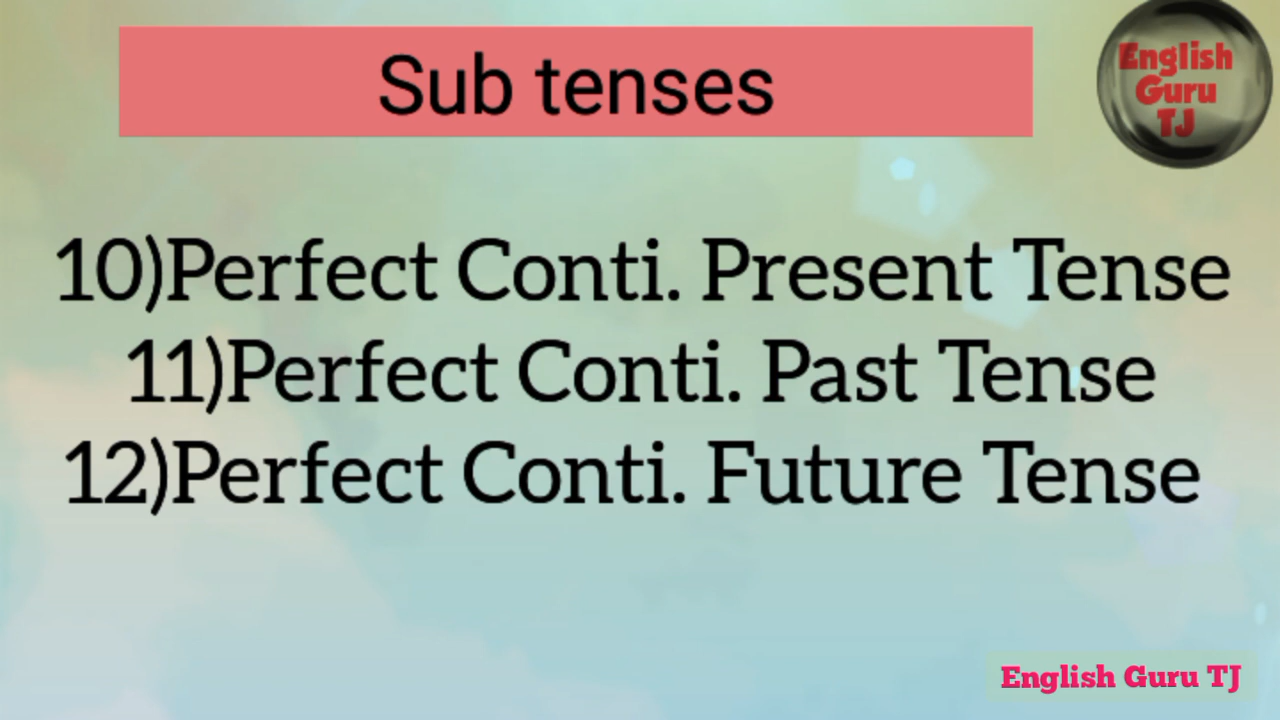 Sub tenses
English
Guru
TJ
10)Perfect Conti. Present Tense
11)Perfect Conti. Past Tense
12)Perfect Conti. Future Tense
English Guru TJ